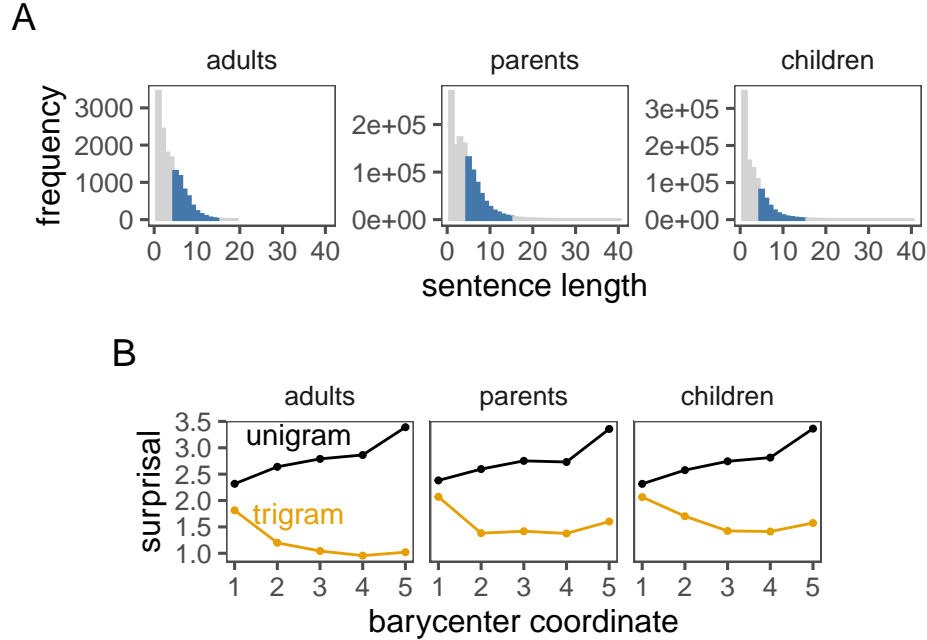 A
adults parents children
frequency
3000
2000
1000
0
2e+05
1e+05
0e+00
3e+05
2e+05
1e+05
0e+00
0 10 20 30 40 0 10 20 30 40 0 10 20 30 40
sentence length
B
adults parents children
surprisal
3.5
3.0
2.5
2.0
1.5
1.0
unigram
trigram
1 2 3 4 5 1 2 3 4 5 1 2 3 4 5
barycenter coordinate